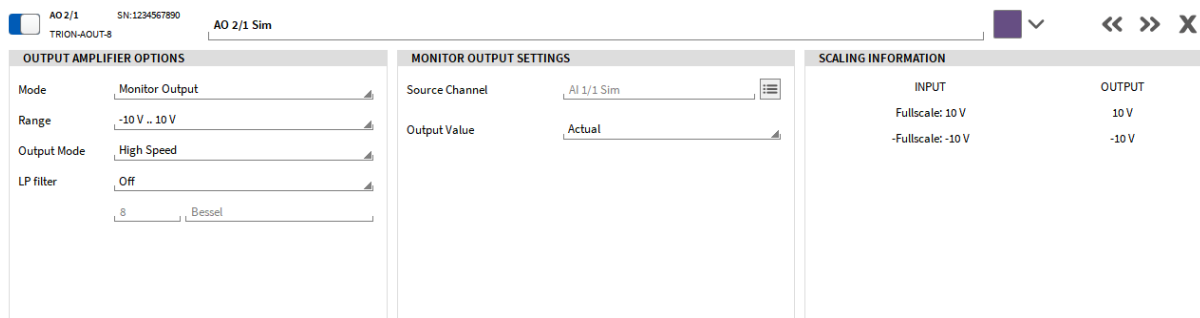 AO 2/1 SN:1234567890
TRION-AOUT-8
AO 2/1 Sim
OUTPUT AMPLIFIER OPTIONS
Mode Monitor Output
Range -10 V .. 10 V
Output Mode High Speed
LP filter Off
8 Bessel
MONITOR OUTPUT SETTINGS
Source Channel AI 1/1 Sim
Output Value Actual
SCALING INFORMATION
INPUT OUTPUT
Fullscale: 10 V 10 V
-Fullscale: -10 V -10 V